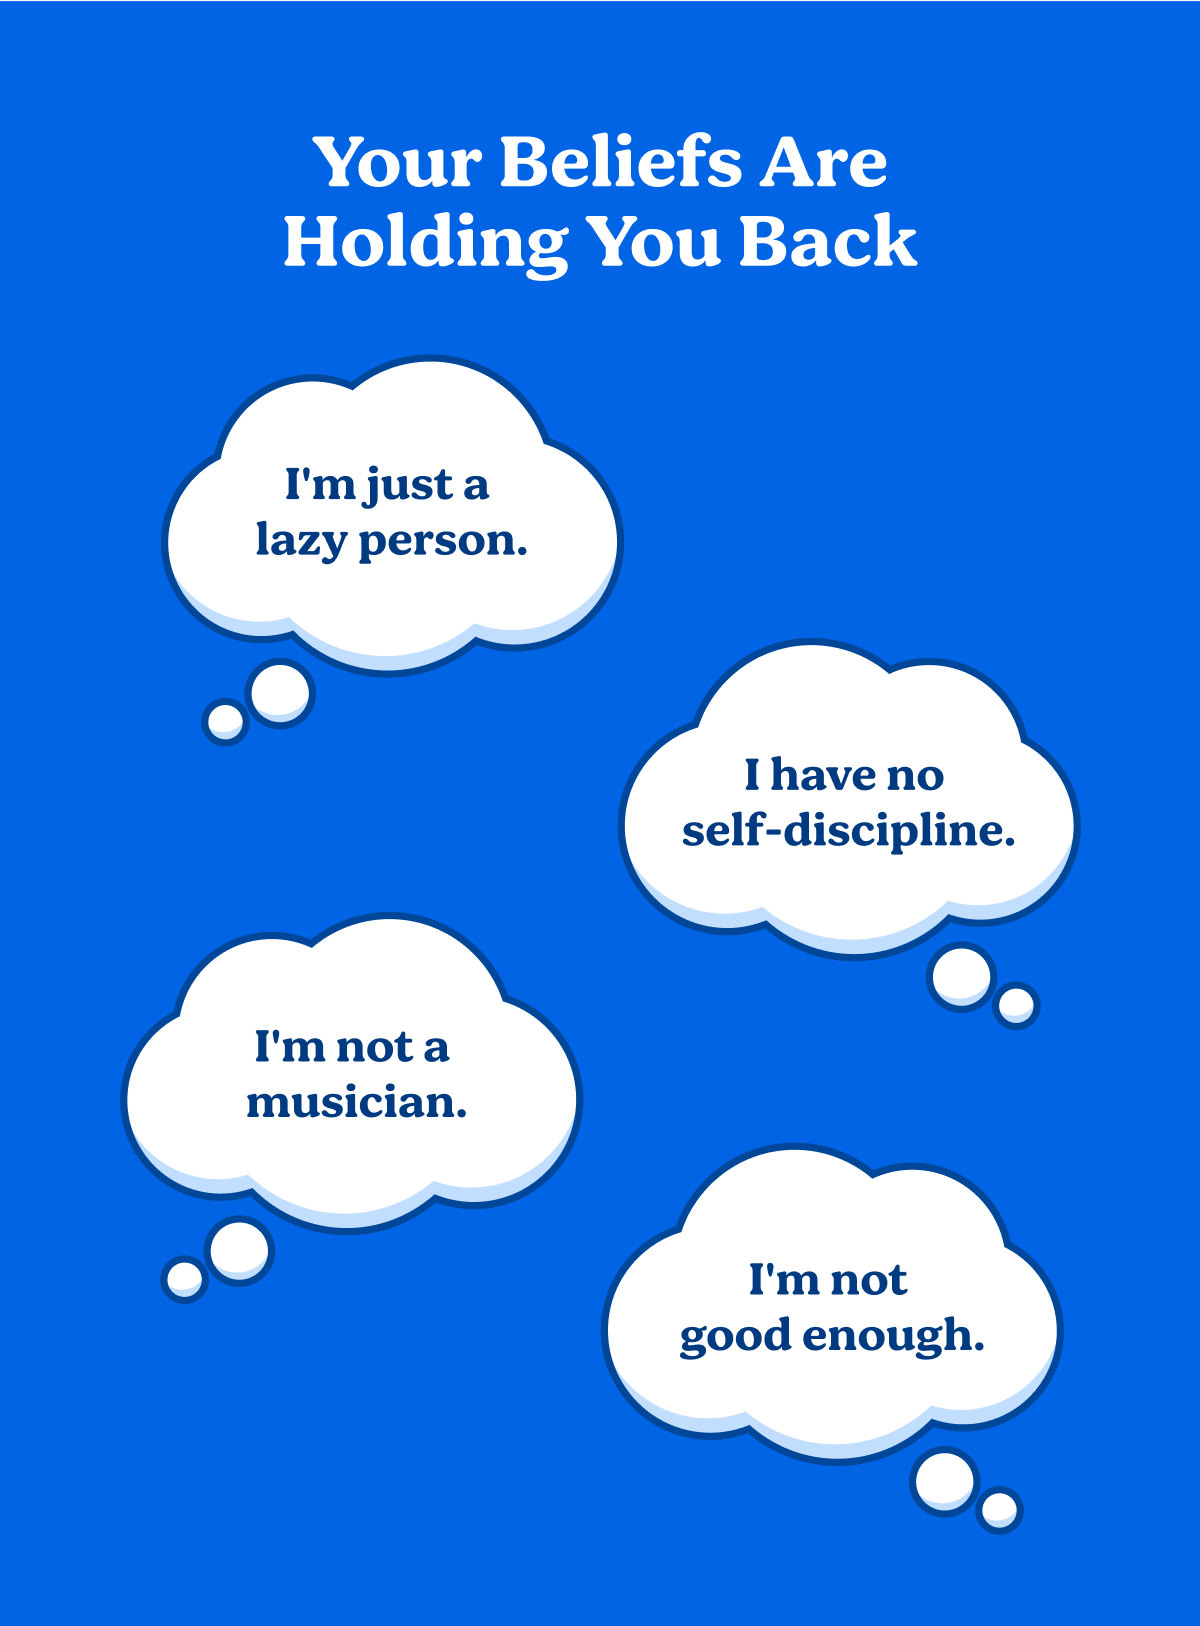 Your Beliefs Are
Holding You Back
I'm just a
lazy person.
I have no
self-discipline.
I'm not a
musician.
I'm not
good enough.